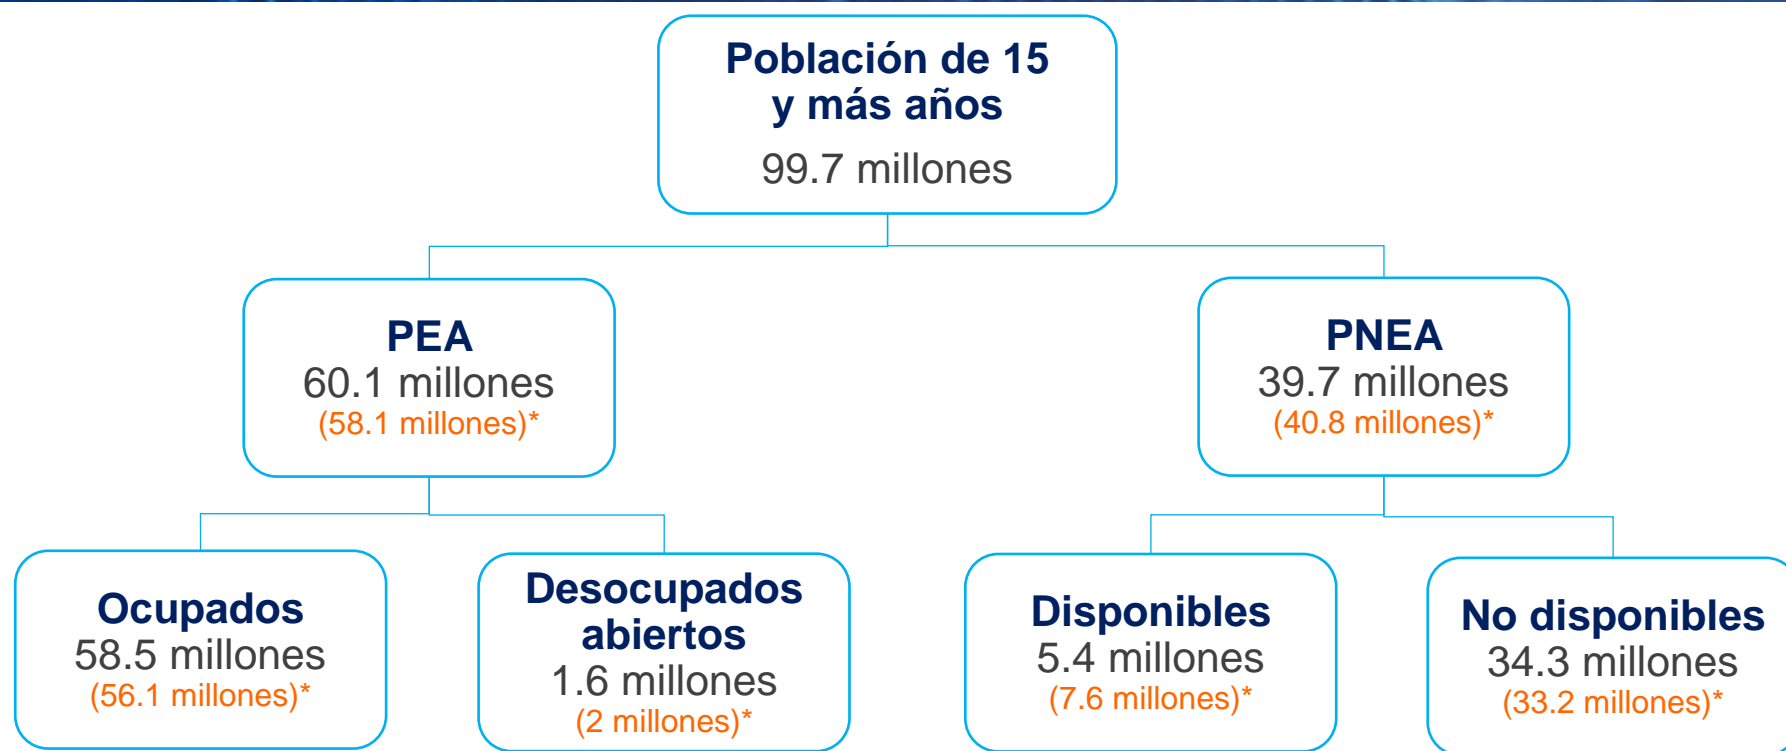 Población de 15
y más años
99.7 millones
PEA
60.1 millones
(58.1 millones)*
PNEA
39.7 millones
(40.8 millones)*
Ocupados
58.5 millones
(56.1 millones)*
Desocupados
abiertos
1.6 millones
(2 millones)*
Disponibles
5.4 millones
(7.6 millones)*
No disponibles
34.3 millones
(33.2 millones)*